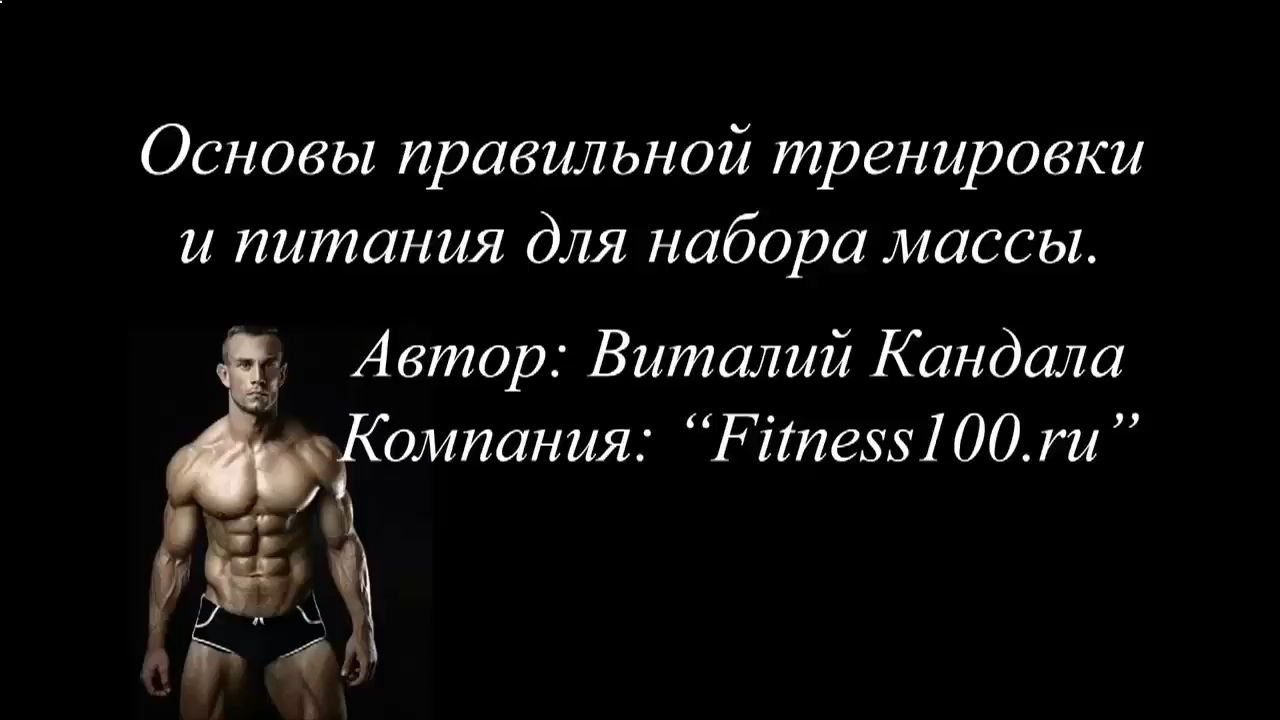 Основы правильной тренировки
и питания для набора массы.
Автор: Виталий Кандала
Компания: “Fitness100.ru”